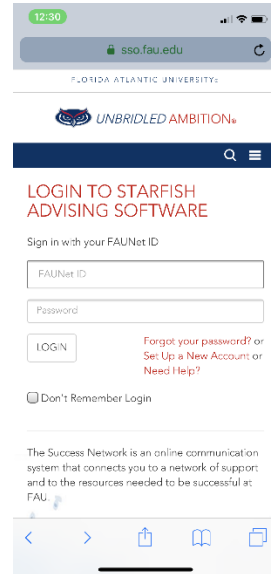 12:30
sso.fau.edu
FLORIDA ATLANTIC UNIVERSITY®
UNBRIDLED AMBITION®
LOGIN TO STARFISH
ADVISING SOFTWARE
Sign in with your FAUNet ID
FAUNet ID
Password
LOGIN
Forgot your password? or
Set Up a New Account or
Need Help?
Don't Remember Login
The Success Network is an online communication
system that connects you to a network of support
and to the resources needed to be successful at
FAU.